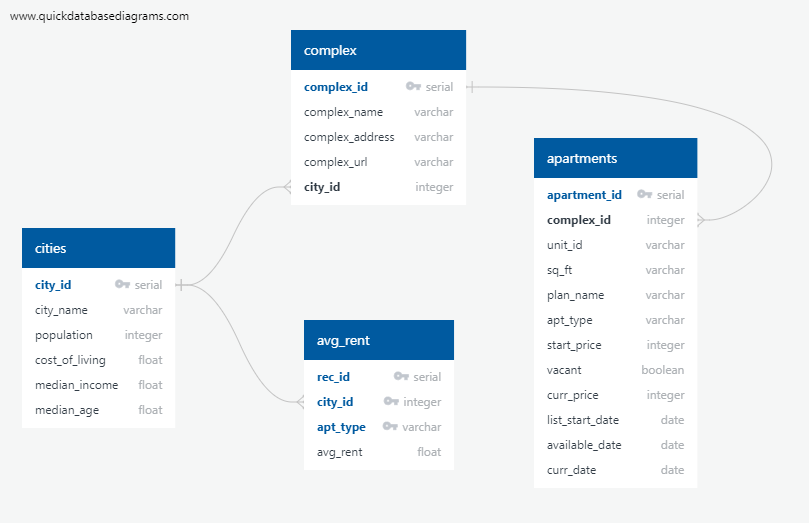 www.quickdatabasediagrams.com
complex
complex_id serial
complex_name varchar
complex_address varchar
complex_url varchar
city_id integer
apartments
apartment_id serial
complex_id integer
unit_id varchar
sq_ft varchar
plan_name varchar
apt_type varchar
start_price integer
vacant boolean
curr_price integer
list_start_date date
available_date date
curr_date date
cities
city_id serial
city_name varchar
population integer
cost_of_living float
median_income float
median_age float
avg_rent
rec_id serial
city_id integer
apt_type varchar
avg_rent float